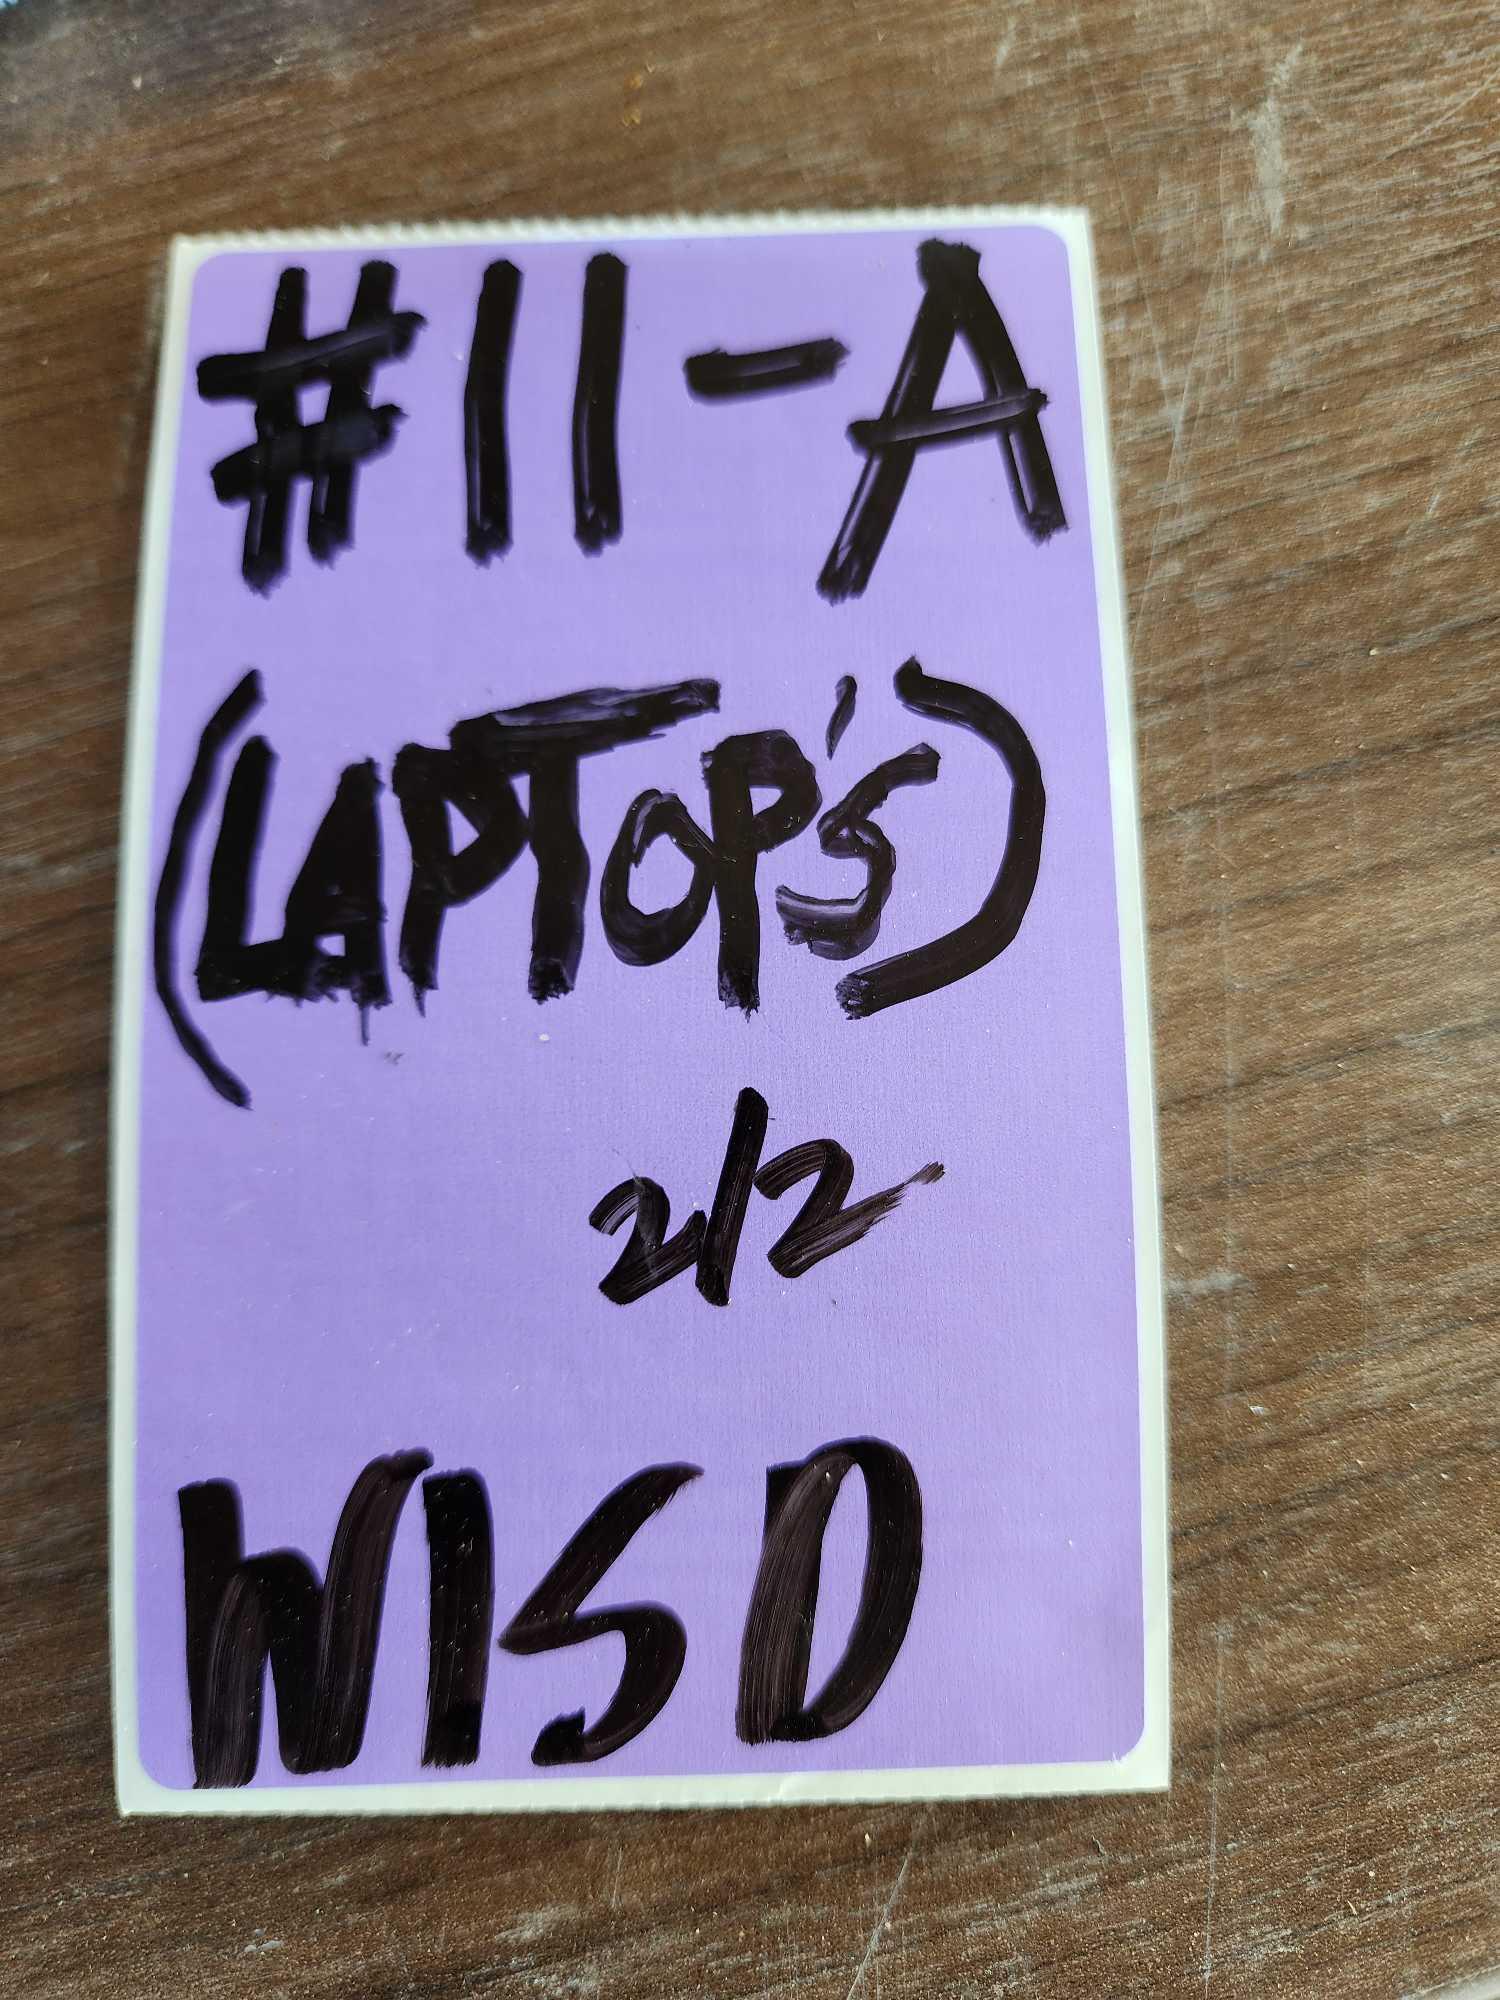 #11-A
(LAPTOP'S)
2/2
WISD